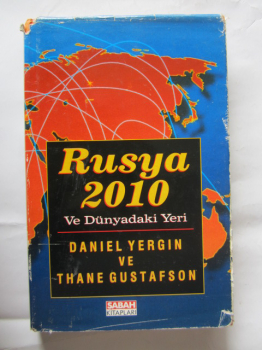 Rusya
2010
Ve Dünyadaki Yeri
DANIEL YERGIN
VE
THANE GUSTAFSON
SABAH
KİTAPLARI